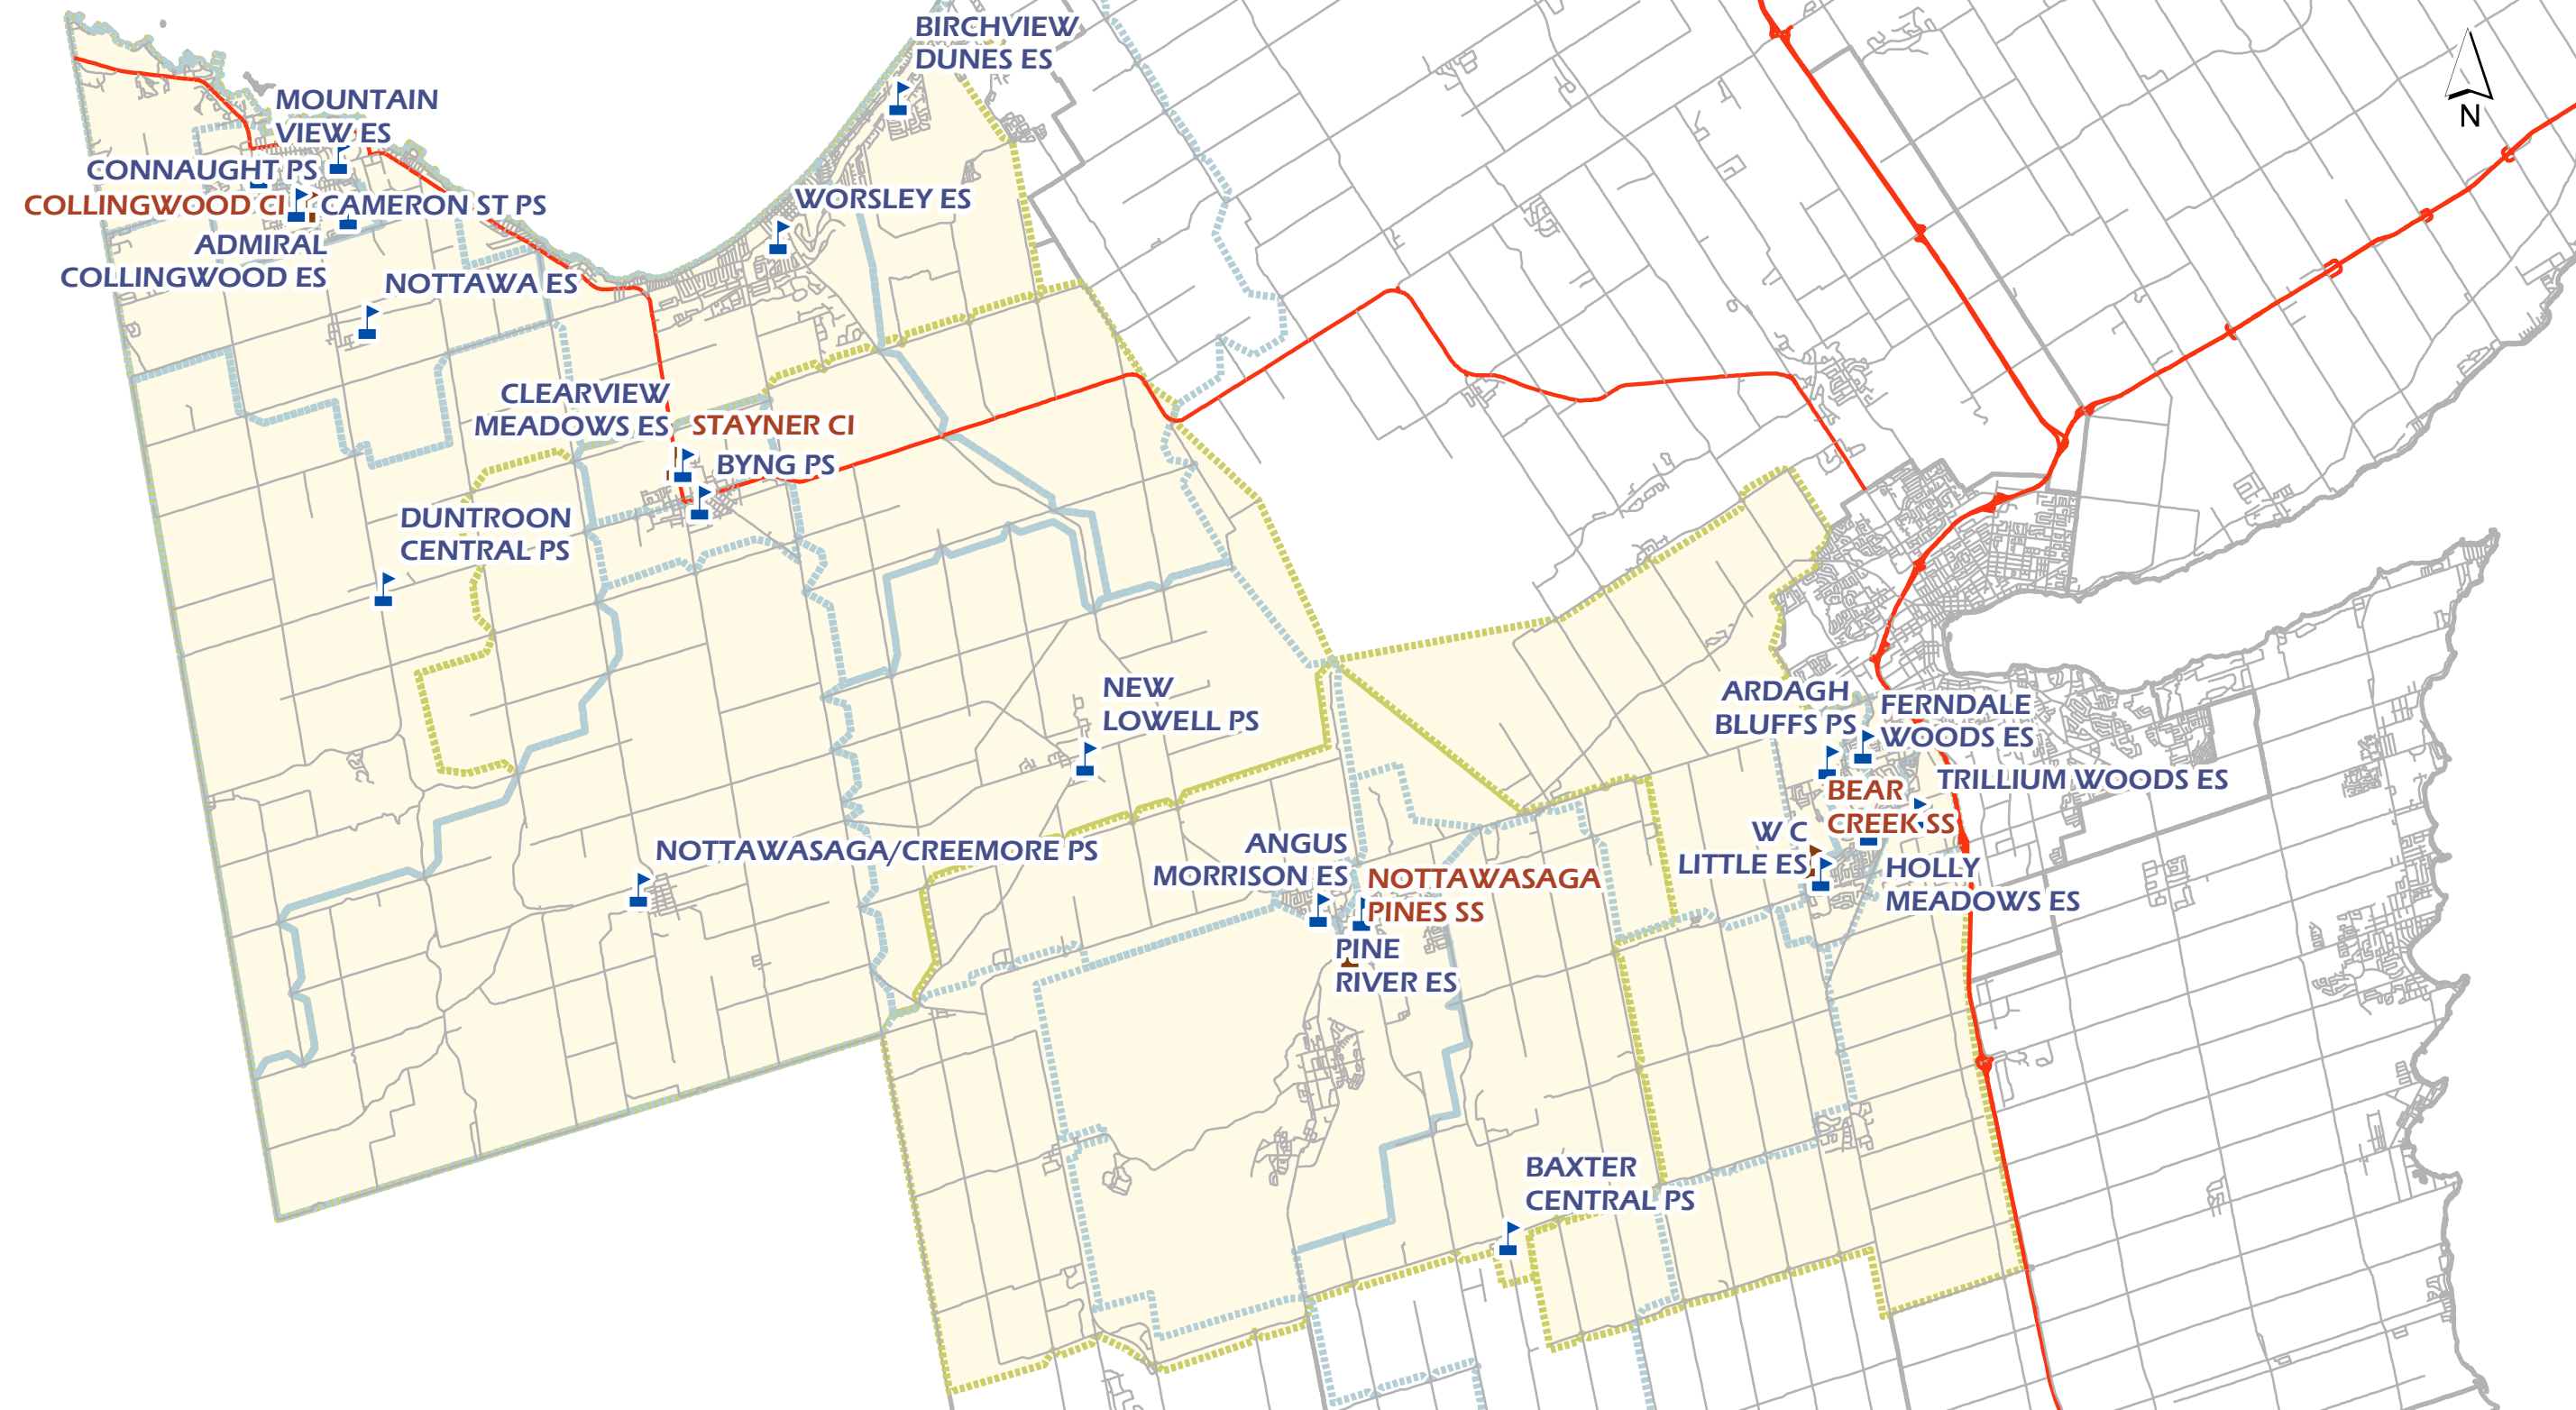 BIRCHVIEW
DUNES ES
MOUNTAIN
VIEW ES
CONNAUGHT PS
COLLINGWOOD CI
CAMERON ST PS
ADMIRAL
COLLINGWOOD ES
NOTTAWA ES
WORSLEY ES
N
CLEARVIEW
MEADOWS ES
STAYNER CI
BYNG PS
DUNTROON
CENTRAL PS
NEW
LOWELL PS
NOTTAWASAGA/CREEMORE PS
ANGUS
MORRISON ES
NOTTAWASAGA
PINES SS
PINE
RIVER ES
ARDAGH
BLUFFS PS
FERNDALE
WOODS ES
TRILLIUM WOODS ES
BEAR
CREEK SS
W C
LITTLE ES
HOLLY
MEADOWS ES
BAXTER
CENTRAL PS